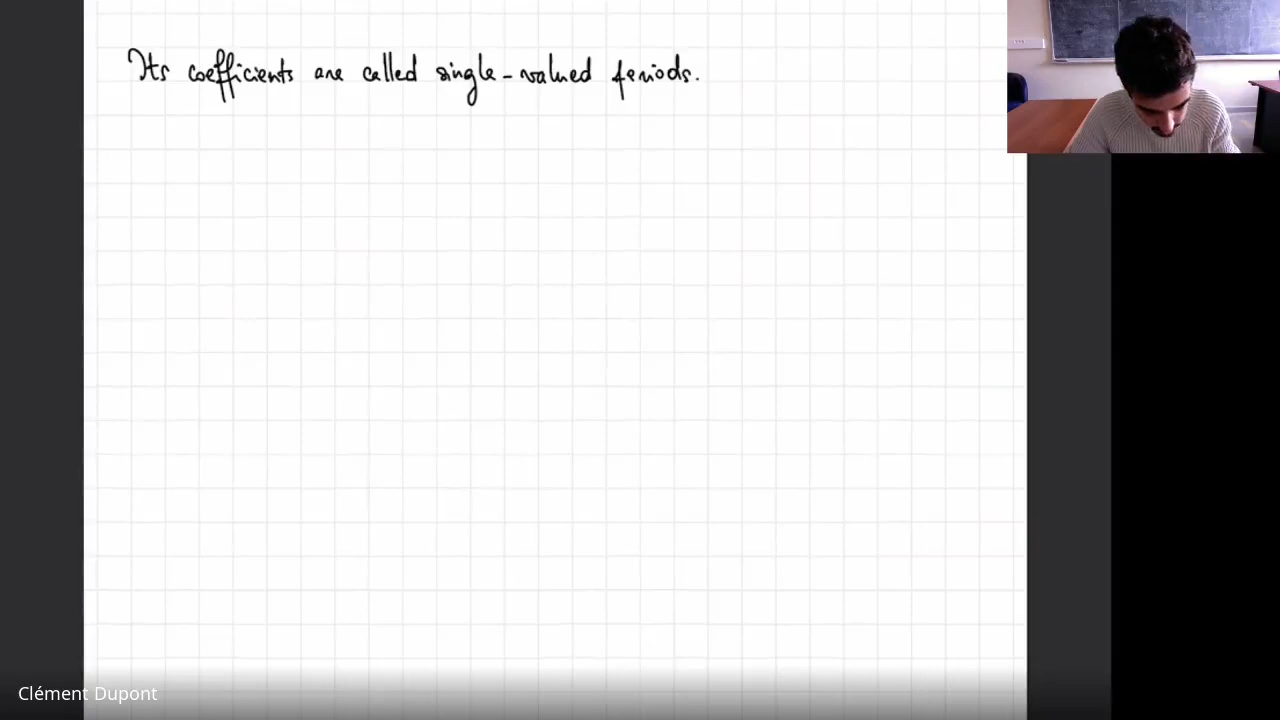 Its coefficients are called single-valued periods.
Clément Dupont